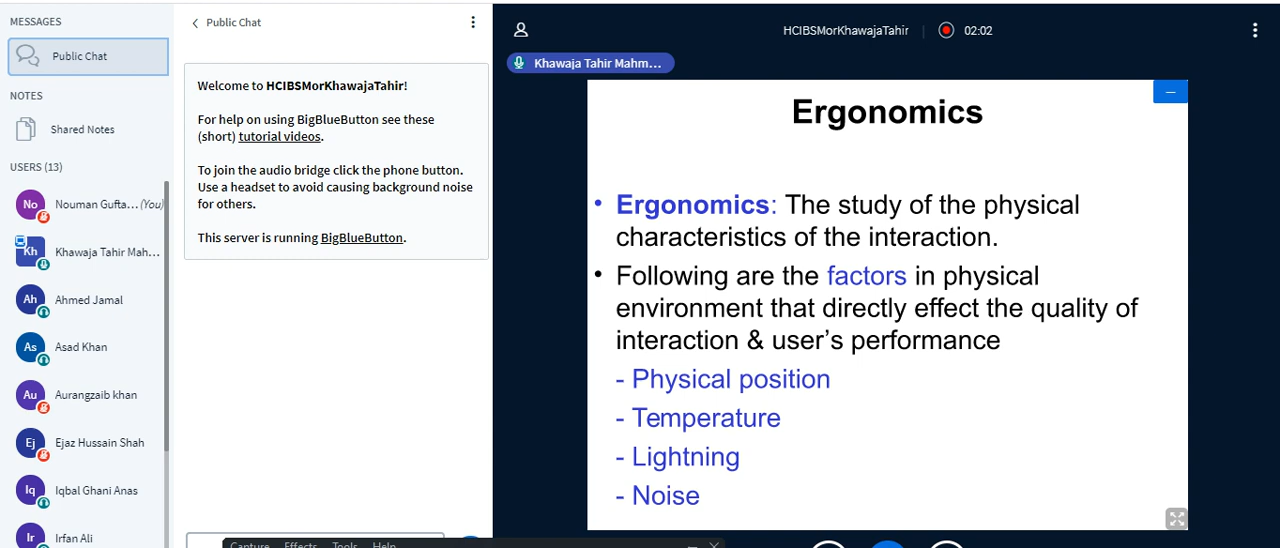 MESSAGES
Public Chat
NOTES
Shared Notes
USERS (13)
No
Nouman Gufta... (You)
Kh
Khawaja Tahir Mah...
Ah
Ahmed Jamal
As
Asad Khan
Au
Aurangzaib khan
Ej
Ejaz Hussain Shah
Iq
Iqbal Ghani Anas
Ir
Irfan Ali
Public Chat
Welcome to HCIBSMorKhawajaTahir!
For help on using BigBlueButton see these
(short) tutorial videos.
To join the audio bridge click the phone button.
Use a headset to avoid causing background noise
for others.
This server is running BigBlueButton.
Capture Effects Tools Help
HCIBSMorKhawajaTahir
02:02
Khawaja Tahir Mahm...
Ergonomics
• Ergonomics: The study of the physical
characteristics of the interaction.
• Following are the factors in physical
environment that directly effect the quality of
interaction & user’s performance
- Physical position
- Temperature
- Lightning
- Noise